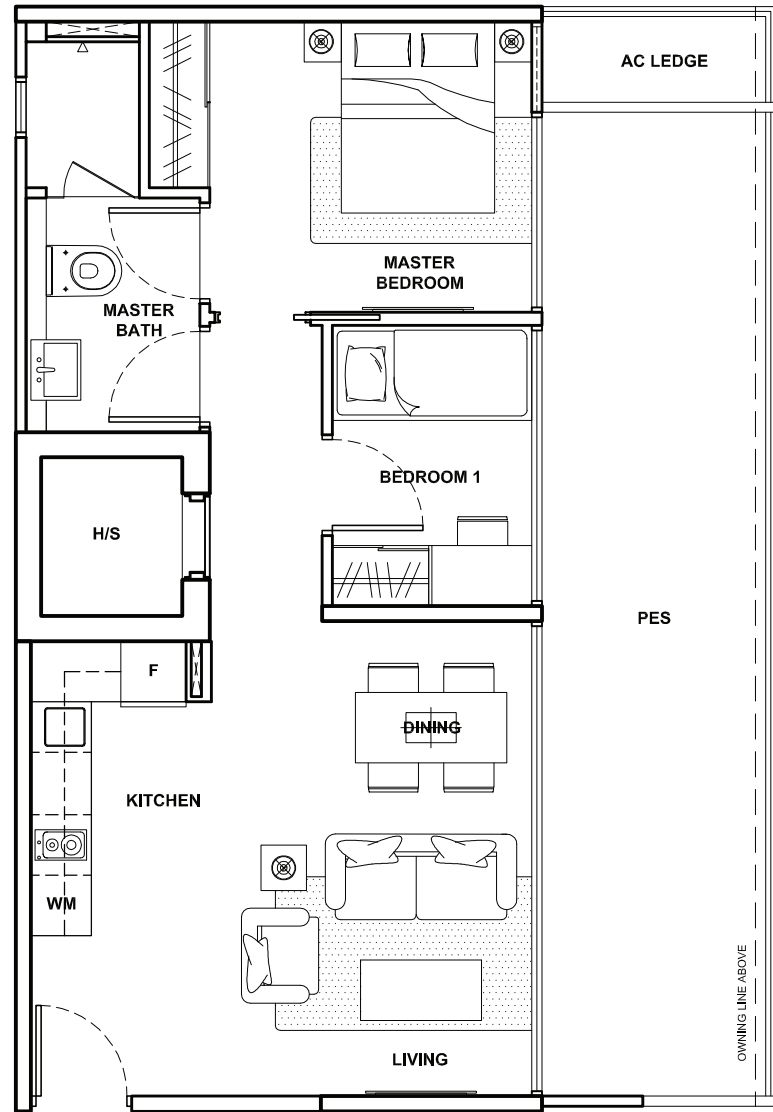 AC LEDGE
MASTER
BEDROOM
MASTER
BATH
BEDROOM 1
H/S
PES
F
DINING
KITCHEN
WM
OWNING LINE ABOVE
LIVING